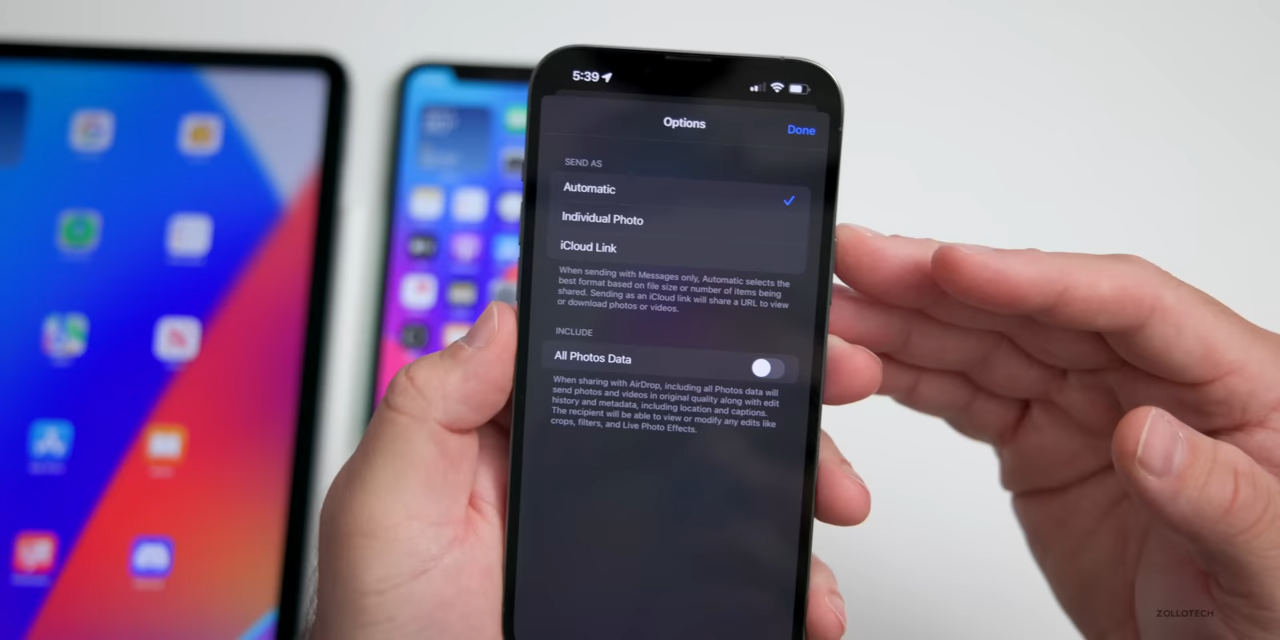 5:39
Options
Done
SEND AS
Automatic
Individual Photo
iCloud Link
When sending with Messages only, Automatic selects the
best format based on file size or number of items being
shared. Sending as an iCloud link will share a URL to view
or download photos or videos.
INCLUDE
All Photos Data
When sharing with AirDrop, including all Photos data will
send photos and videos in original quality along with edit
history and metadata, including location and captions.
The recipient will be able to view or modify any edits like
crops, filters, and Live Photo Effects.
ZOLLOTECH